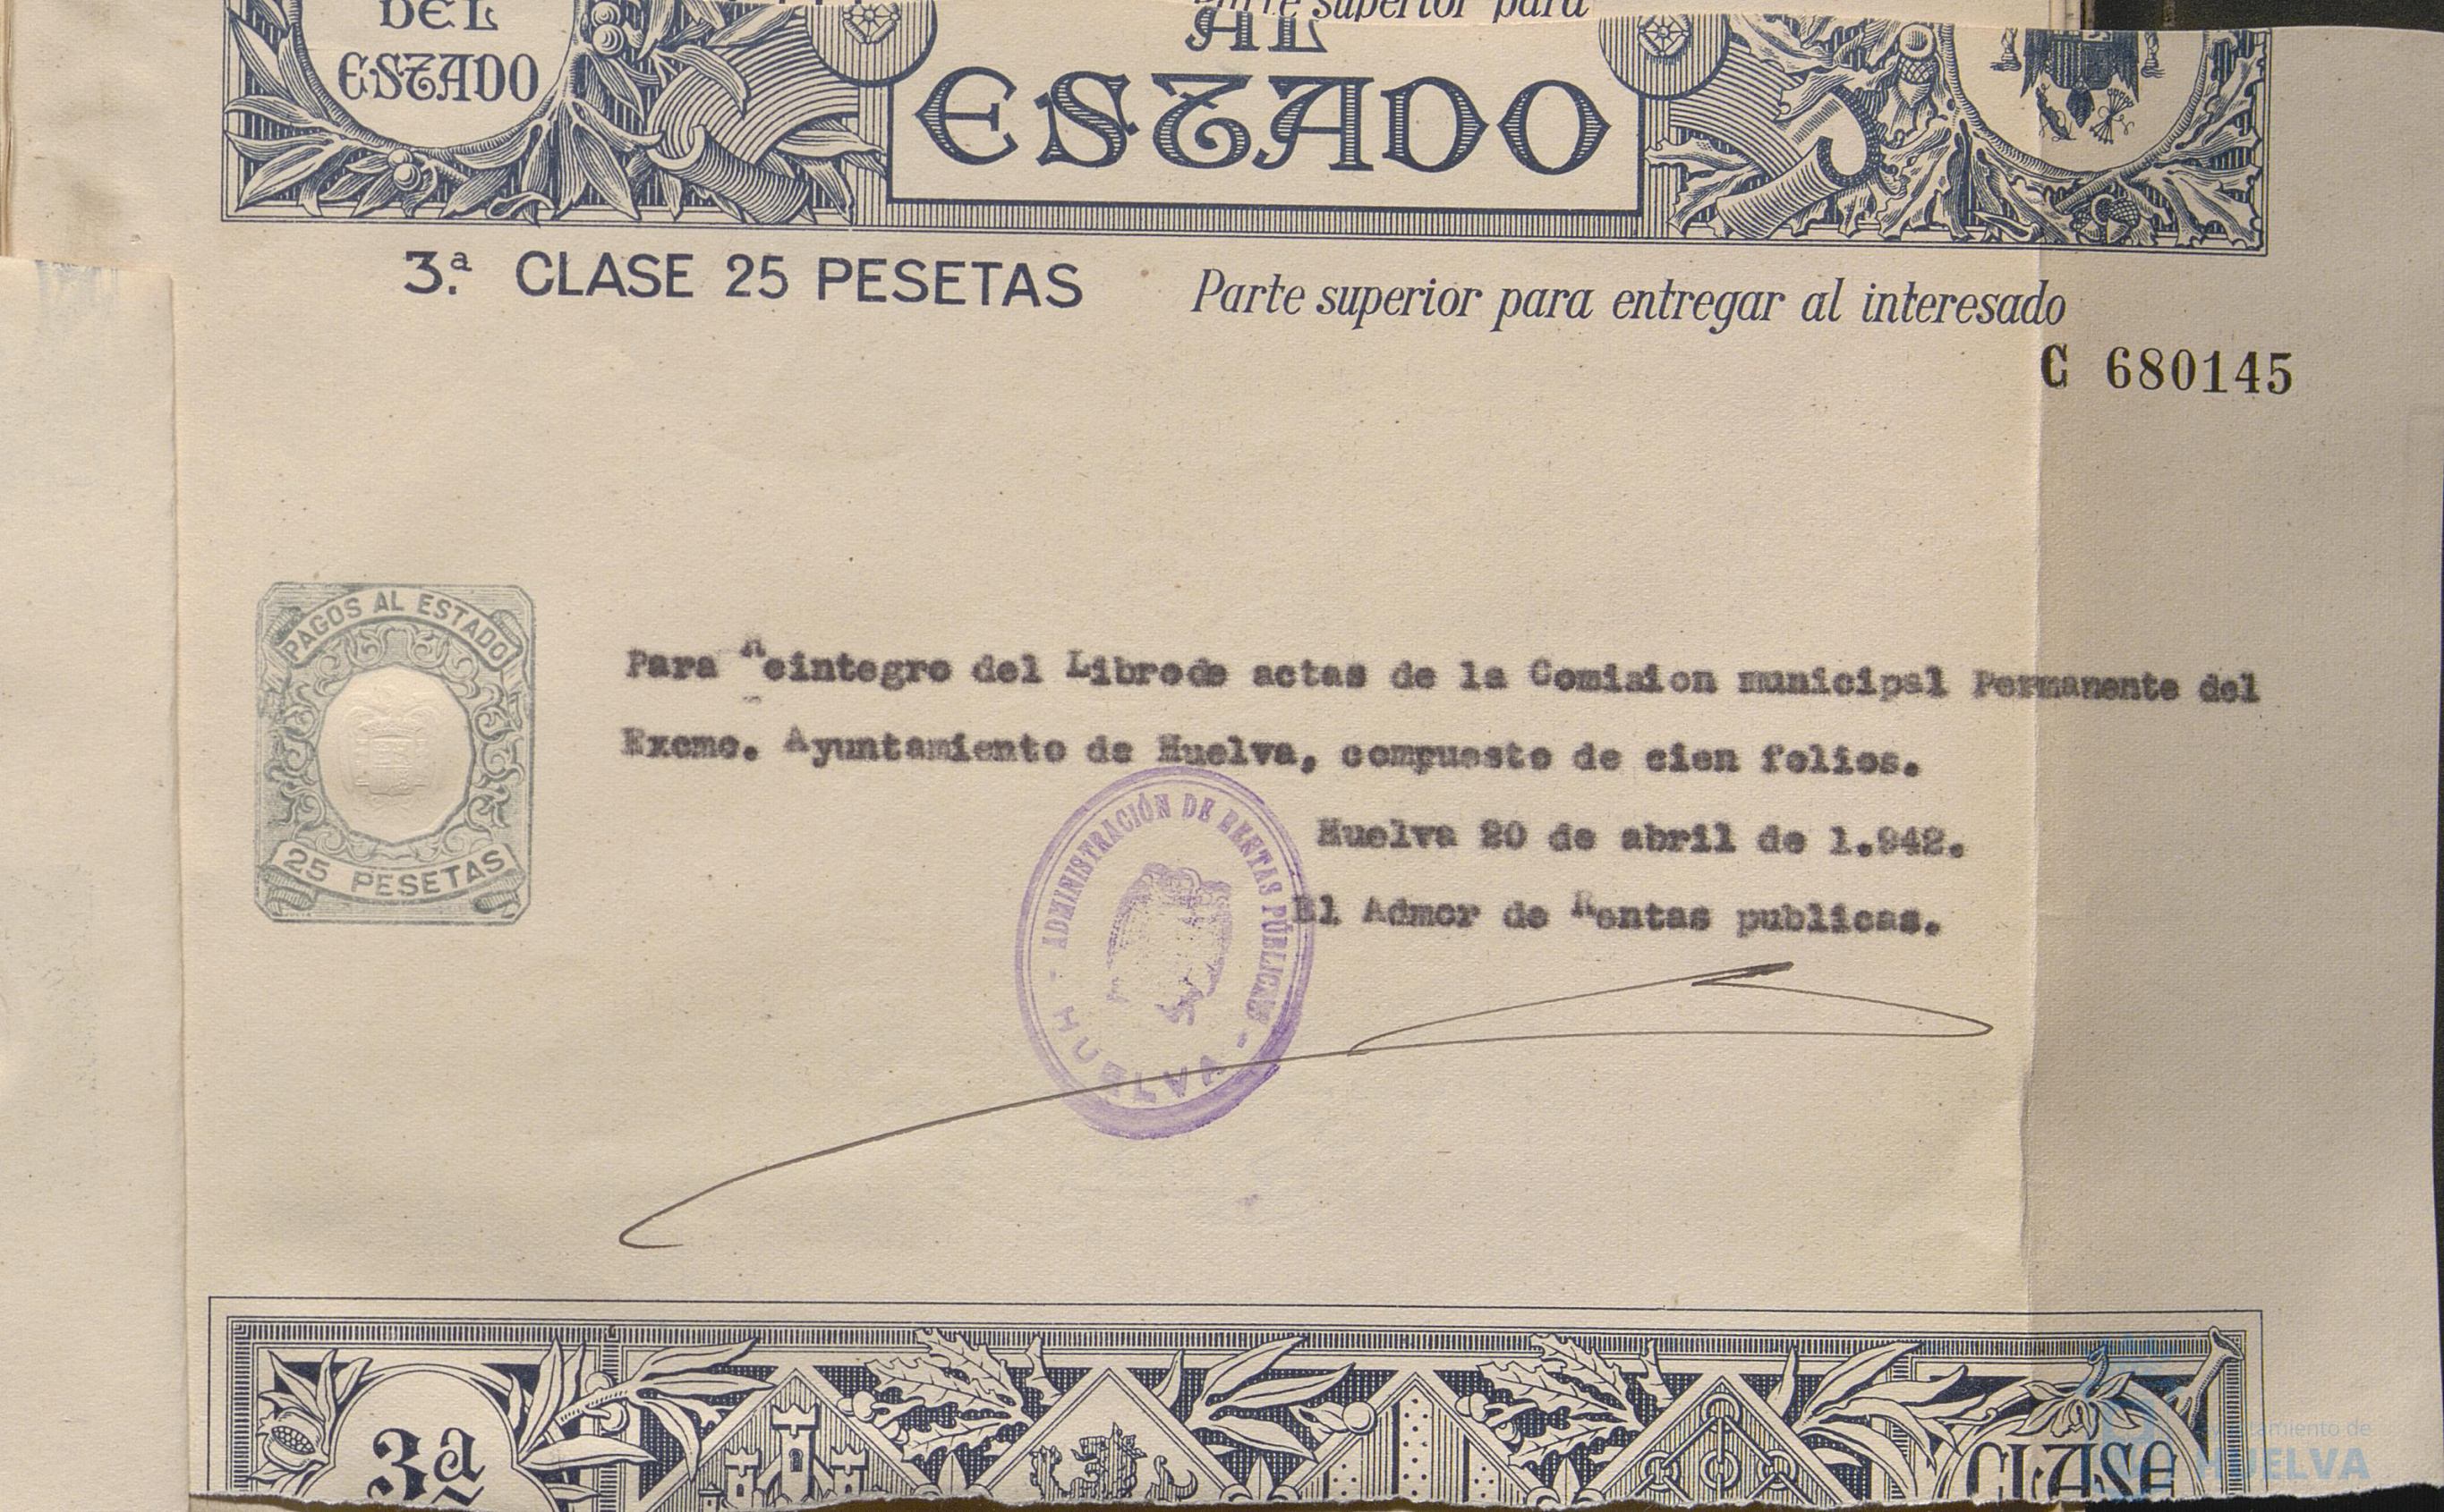 Parte superior para
DEL
ESTADO
AL
ESTADO
3.ª CLASE 25 PESETAS
Parte superior para entregar al interesado
C 680145
PAGOS AL ESTADO
25 PESETAS
Para Reintegro del Librode actas de la Comision municipal Permanente del
Excmo. Ayuntamiento de Huelva, compuesto de cien folios.
Huelva 20 de abril de 1.942.
El Admor de Rentas publicas.
- ADMINISTRACIÓN DE RENTAS PÚBLICAS -
HUELVA
3ª
CLASE
Ayuntamiento de
HUELVA